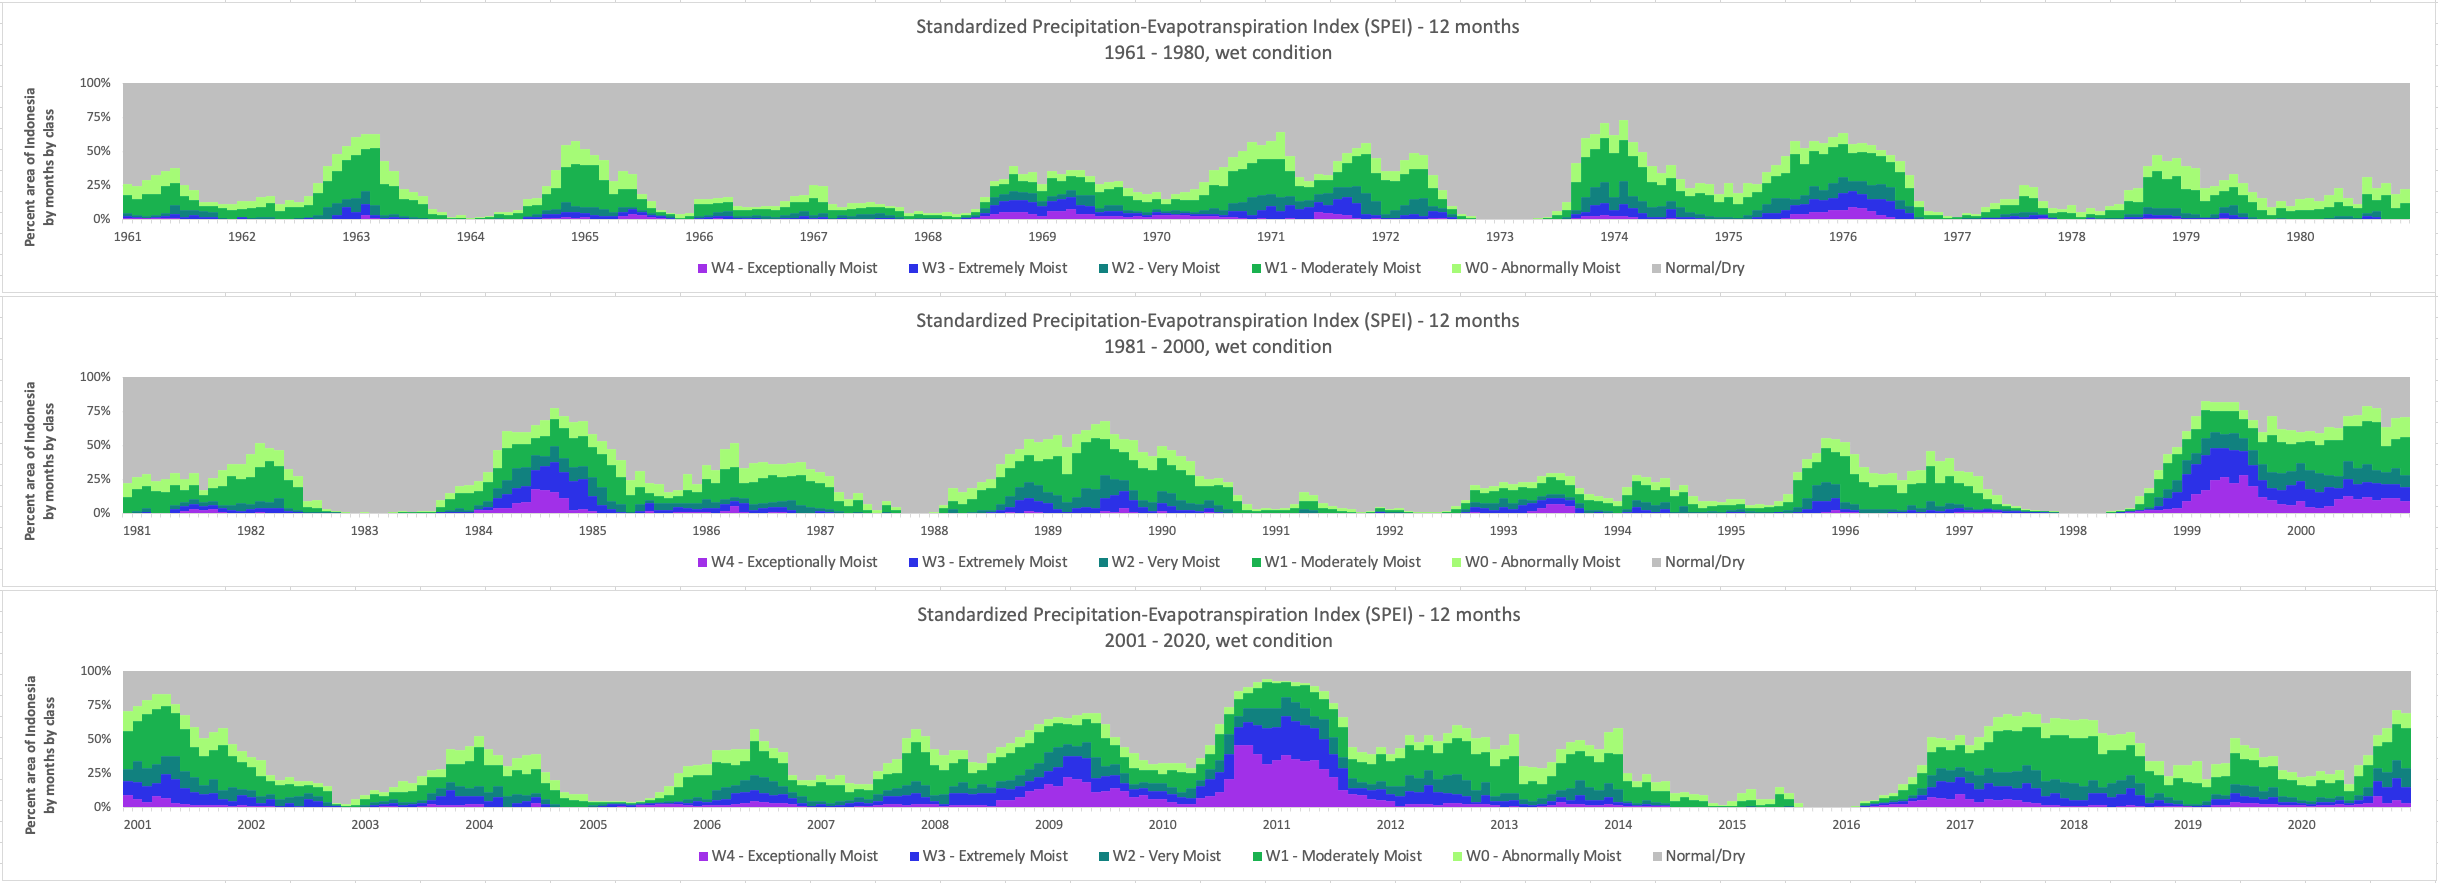 Standardized Precipitation-Evapotranspiration Index (SPEI) - 12 months
1961 - 1980, wet condition
Percent area of Indonesia
by months by class
100%
75%
50%
25%
0%
1961 1962 1963 1964 1965 1966 1967 1968 1969 1970 1971 1972 1973 1974 1975 1976 1977 1978 1979 1980
W4 - Exceptionally Moist W3 - Extremely Moist W2 - Very Moist W1 - Moderately Moist W0 - Abnormally Moist Normal/Dry
Standardized Precipitation-Evapotranspiration Index (SPEI) - 12 months
1981 - 2000, wet condition
Percent area of Indonesia
by months by class
100%
75%
50%
25%
0%
1981 1982 1983 1984 1985 1986 1987 1988 1989 1990 1991 1992 1993 1994 1995 1996 1997 1998 1999 2000
W4 - Exceptionally Moist W3 - Extremely Moist W2 - Very Moist W1 - Moderately Moist W0 - Abnormally Moist Normal/Dry
Standardized Precipitation-Evapotranspiration Index (SPEI) - 12 months
2001 - 2020, wet condition
Percent area of Indonesia
by months by class
100%
75%
50%
25%
0%
2001 2002 2003 2004 2005 2006 2007 2008 2009 2010 2011 2012 2013 2014 2015 2016 2017 2018 2019 2020
W4 - Exceptionally Moist W3 - Extremely Moist W2 - Very Moist W1 - Moderately Moist W0 - Abnormally Moist Normal/Dry